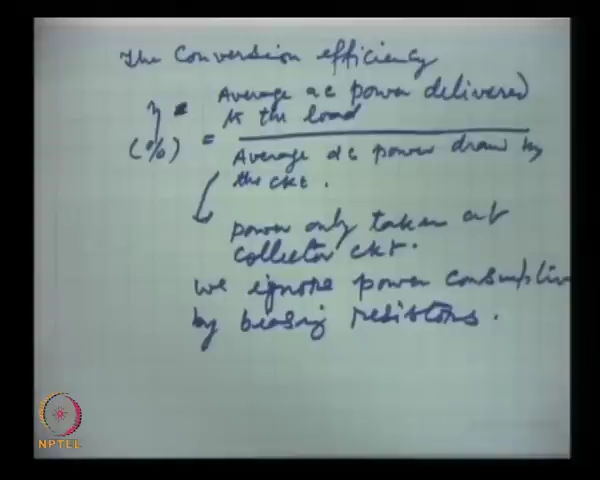 The Conversion efficiency
η = Average ac power delivered
to the load
(%) = Average dc power drawn by
the ckt.
power only taken at
collector ckt.
we ignore power consumption
by biasing resistors.
NPTEL